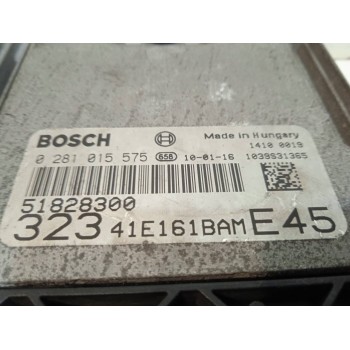 BOSCH Made in Hungary
1410 0019
0 281 015 575 658 10-01-16 1039S31365
51828300
323 41E161BAM E45